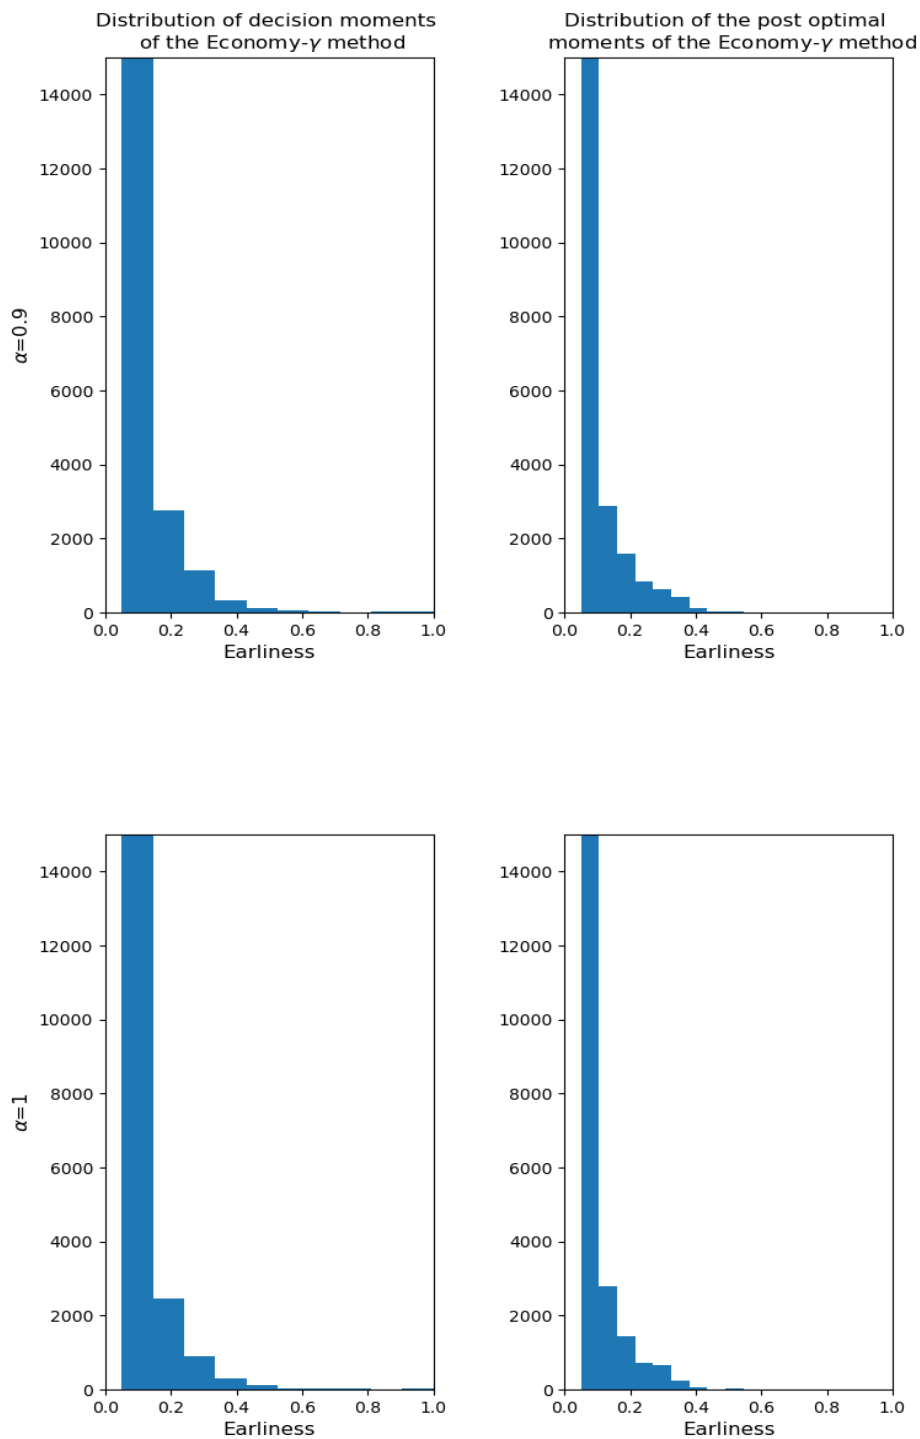 Distribution of decision moments
of the Economy-γ method
Distribution of the post optimal
moments of the Economy-γ method
α=0.9
14000
12000
10000
8000
6000
4000
2000
0
0.0 0.2 0.4 0.6 0.8 1.0
Earliness
14000
12000
10000
8000
6000
4000
2000
0
0.0 0.2 0.4 0.6 0.8 1.0
Earliness
α=1
14000
12000
10000
8000
6000
4000
2000
0
0.0 0.2 0.4 0.6 0.8 1.0
Earliness
14000
12000
10000
8000
6000
4000
2000
0
0.0 0.2 0.4 0.6 0.8 1.0
Earliness